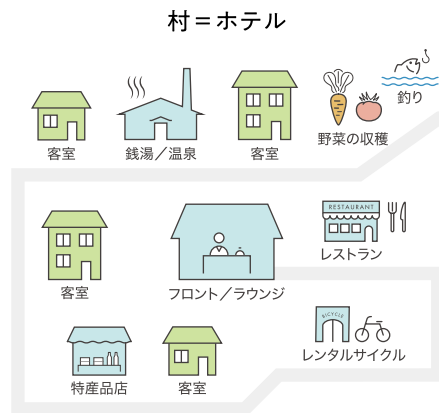 村＝ホテル
釣り
野菜の収穫
客室
銭湯／温泉
客室
RESTAURANT
レストラン
客室
フロント／ラウンジ
BICYCLE
レンタルサイクル
特産品店
客室